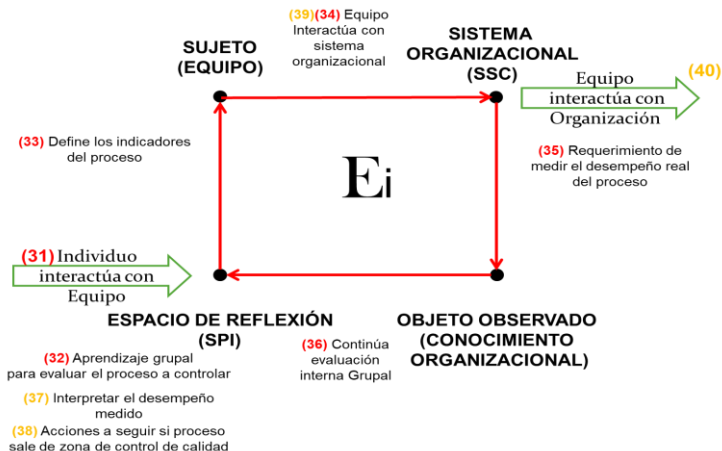 (39)(34) Equipo
Interactúa con
sistema
organizacional
SUJETO
(EQUIPO)
SISTEMA
ORGANIZACIONAL
(SSC)
(40)
Equipo
interactúa con
Organización
(33) Define los indicadores
del proceso
(35) Requerimiento de
medir el desempeño real
del proceso
Ei
(31) Individuo
interactúa con
Equipo
ESPACIO DE REFLEXIÓN
(SPI)
OBJETO OBSERVADO
(CONOCIMIENTO
ORGANIZACIONAL)
(32) Aprendizaje grupal
para evaluar el proceso a controlar
(36) Continúa
evaluación
interna Grupal
(37) Interpretar el desempeño
medido
(38) Acciones a seguir si proceso
sale de zona de control de calidad